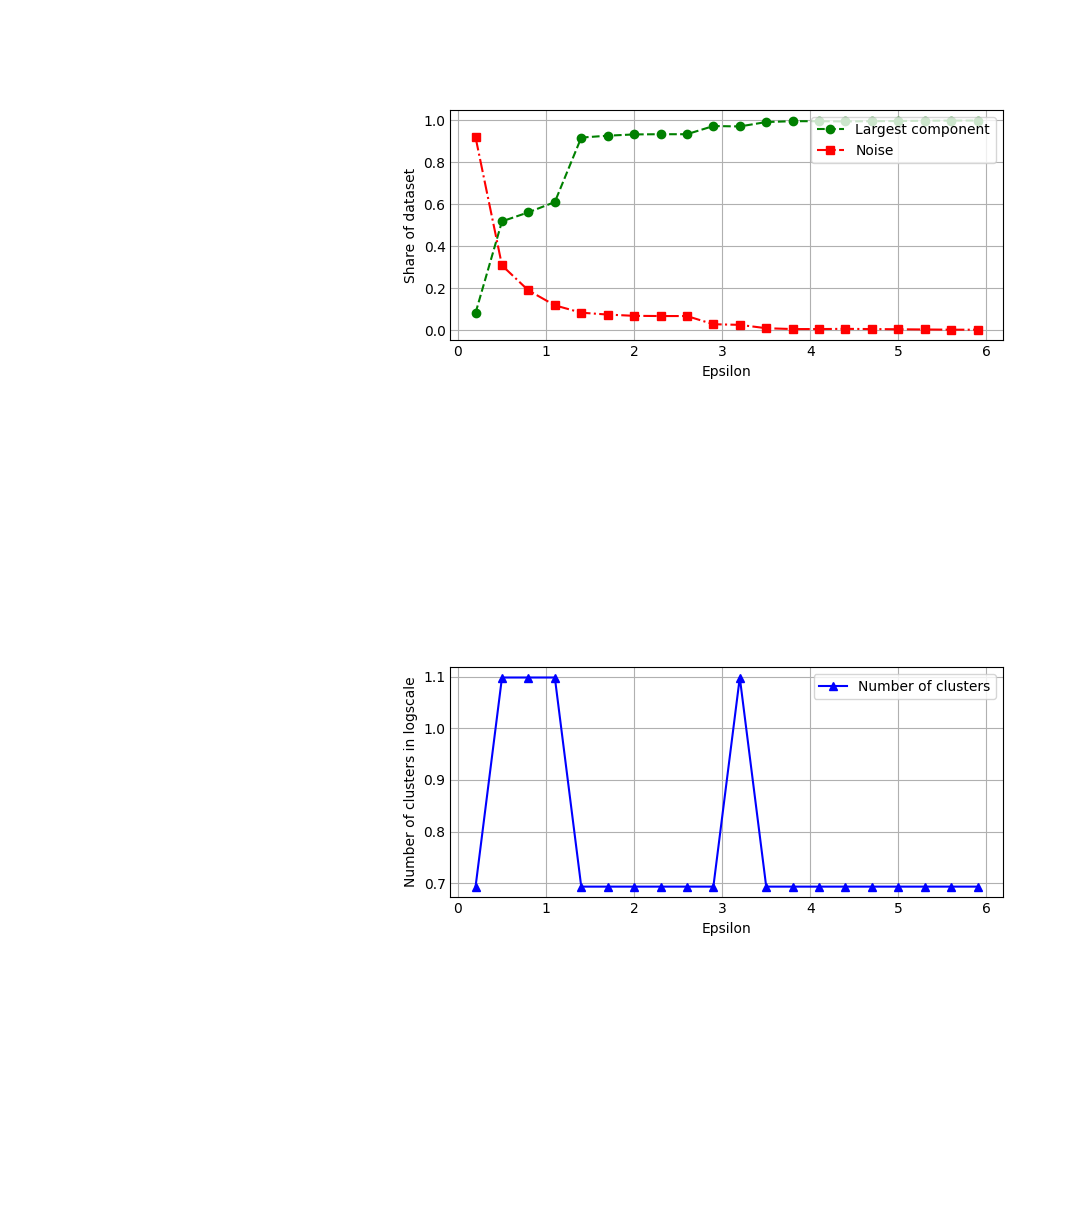 1.0
0.8
0.6
0.4
0.2
0.0
Share of dataset
Largest component
Noise
0 1 2 3 4 5 6
Epsilon
1.1
1.0
0.9
0.8
0.7
Number of clusters in logscale
Number of clusters
0 1 2 3 4 5 6
Epsilon